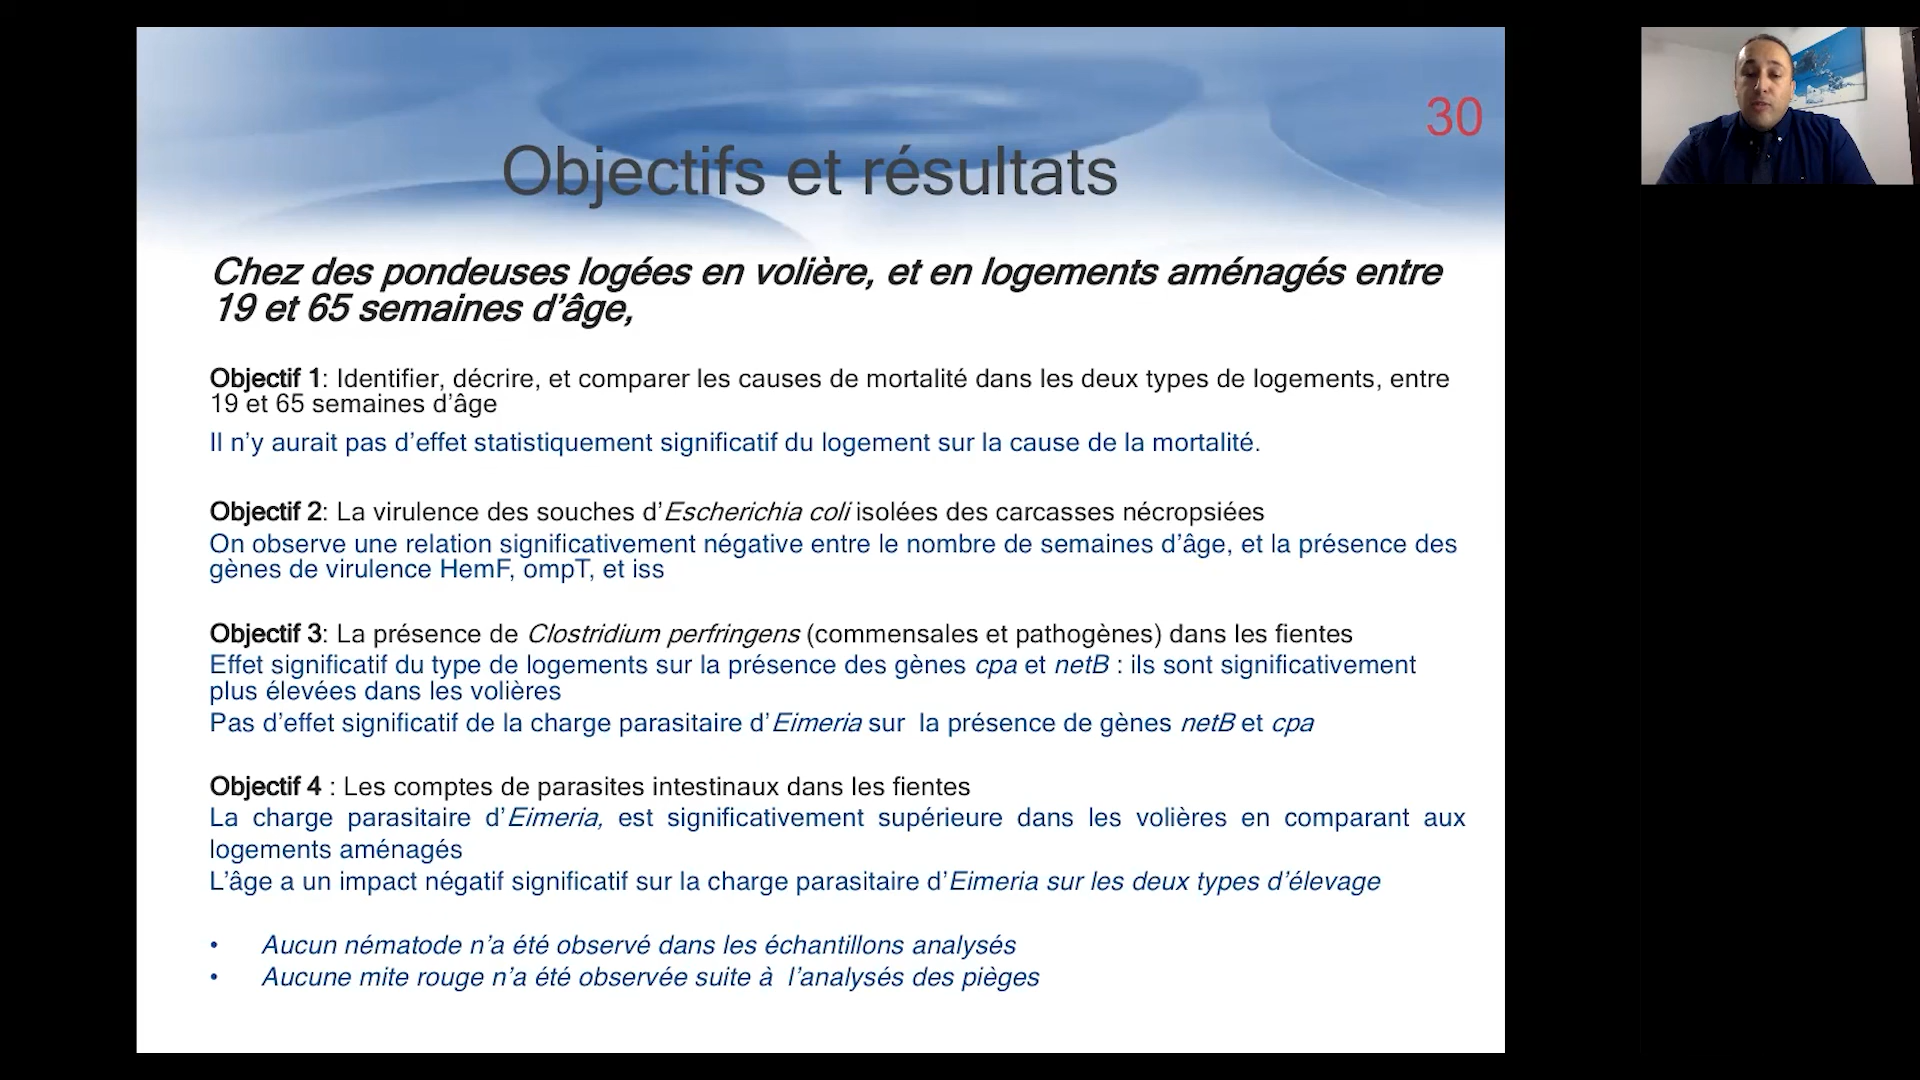 30
Objectifs et résultats
Chez des pondeuses logées en volière, et en logements aménagés entre
19 et 65 semaines d’âge,
Objectif 1: Identifier, décrire, et comparer les causes de mortalité dans les deux types de logements, entre
19 et 65 semaines d’âge
Il n’y aurait pas d’effet statistiquement significatif du logement sur la cause de la mortalité.
Objectif 2: La virulence des souches d’Escherichia coli isolées des carcasses nécropsiées
On observe une relation significativement négative entre le nombre de semaines d’âge, et la présence des
gènes de virulence HemF, ompT, et iss
Objectif 3: La présence de Clostridium perfringens (commensales et pathogènes) dans les fientes
Effet significatif du type de logements sur la présence des gènes cpa et netB : ils sont significativement
plus élevées dans les volières
Pas d’effet significatif de la charge parasitaire d’Eimeria sur la présence de gènes netB et cpa
Objectif 4 : Les comptes de parasites intestinaux dans les fientes
La charge parasitaire d’Eimeria, est significativement supérieure dans les volières en comparant aux
logements aménagés
L’âge a un impact négatif significatif sur la charge parasitaire d’Eimeria sur les deux types d’élevage
• Aucun nématode n’a été observé dans les échantillons analysés
• Aucune mite rouge n’a été observée suite à l’analysés des pièges